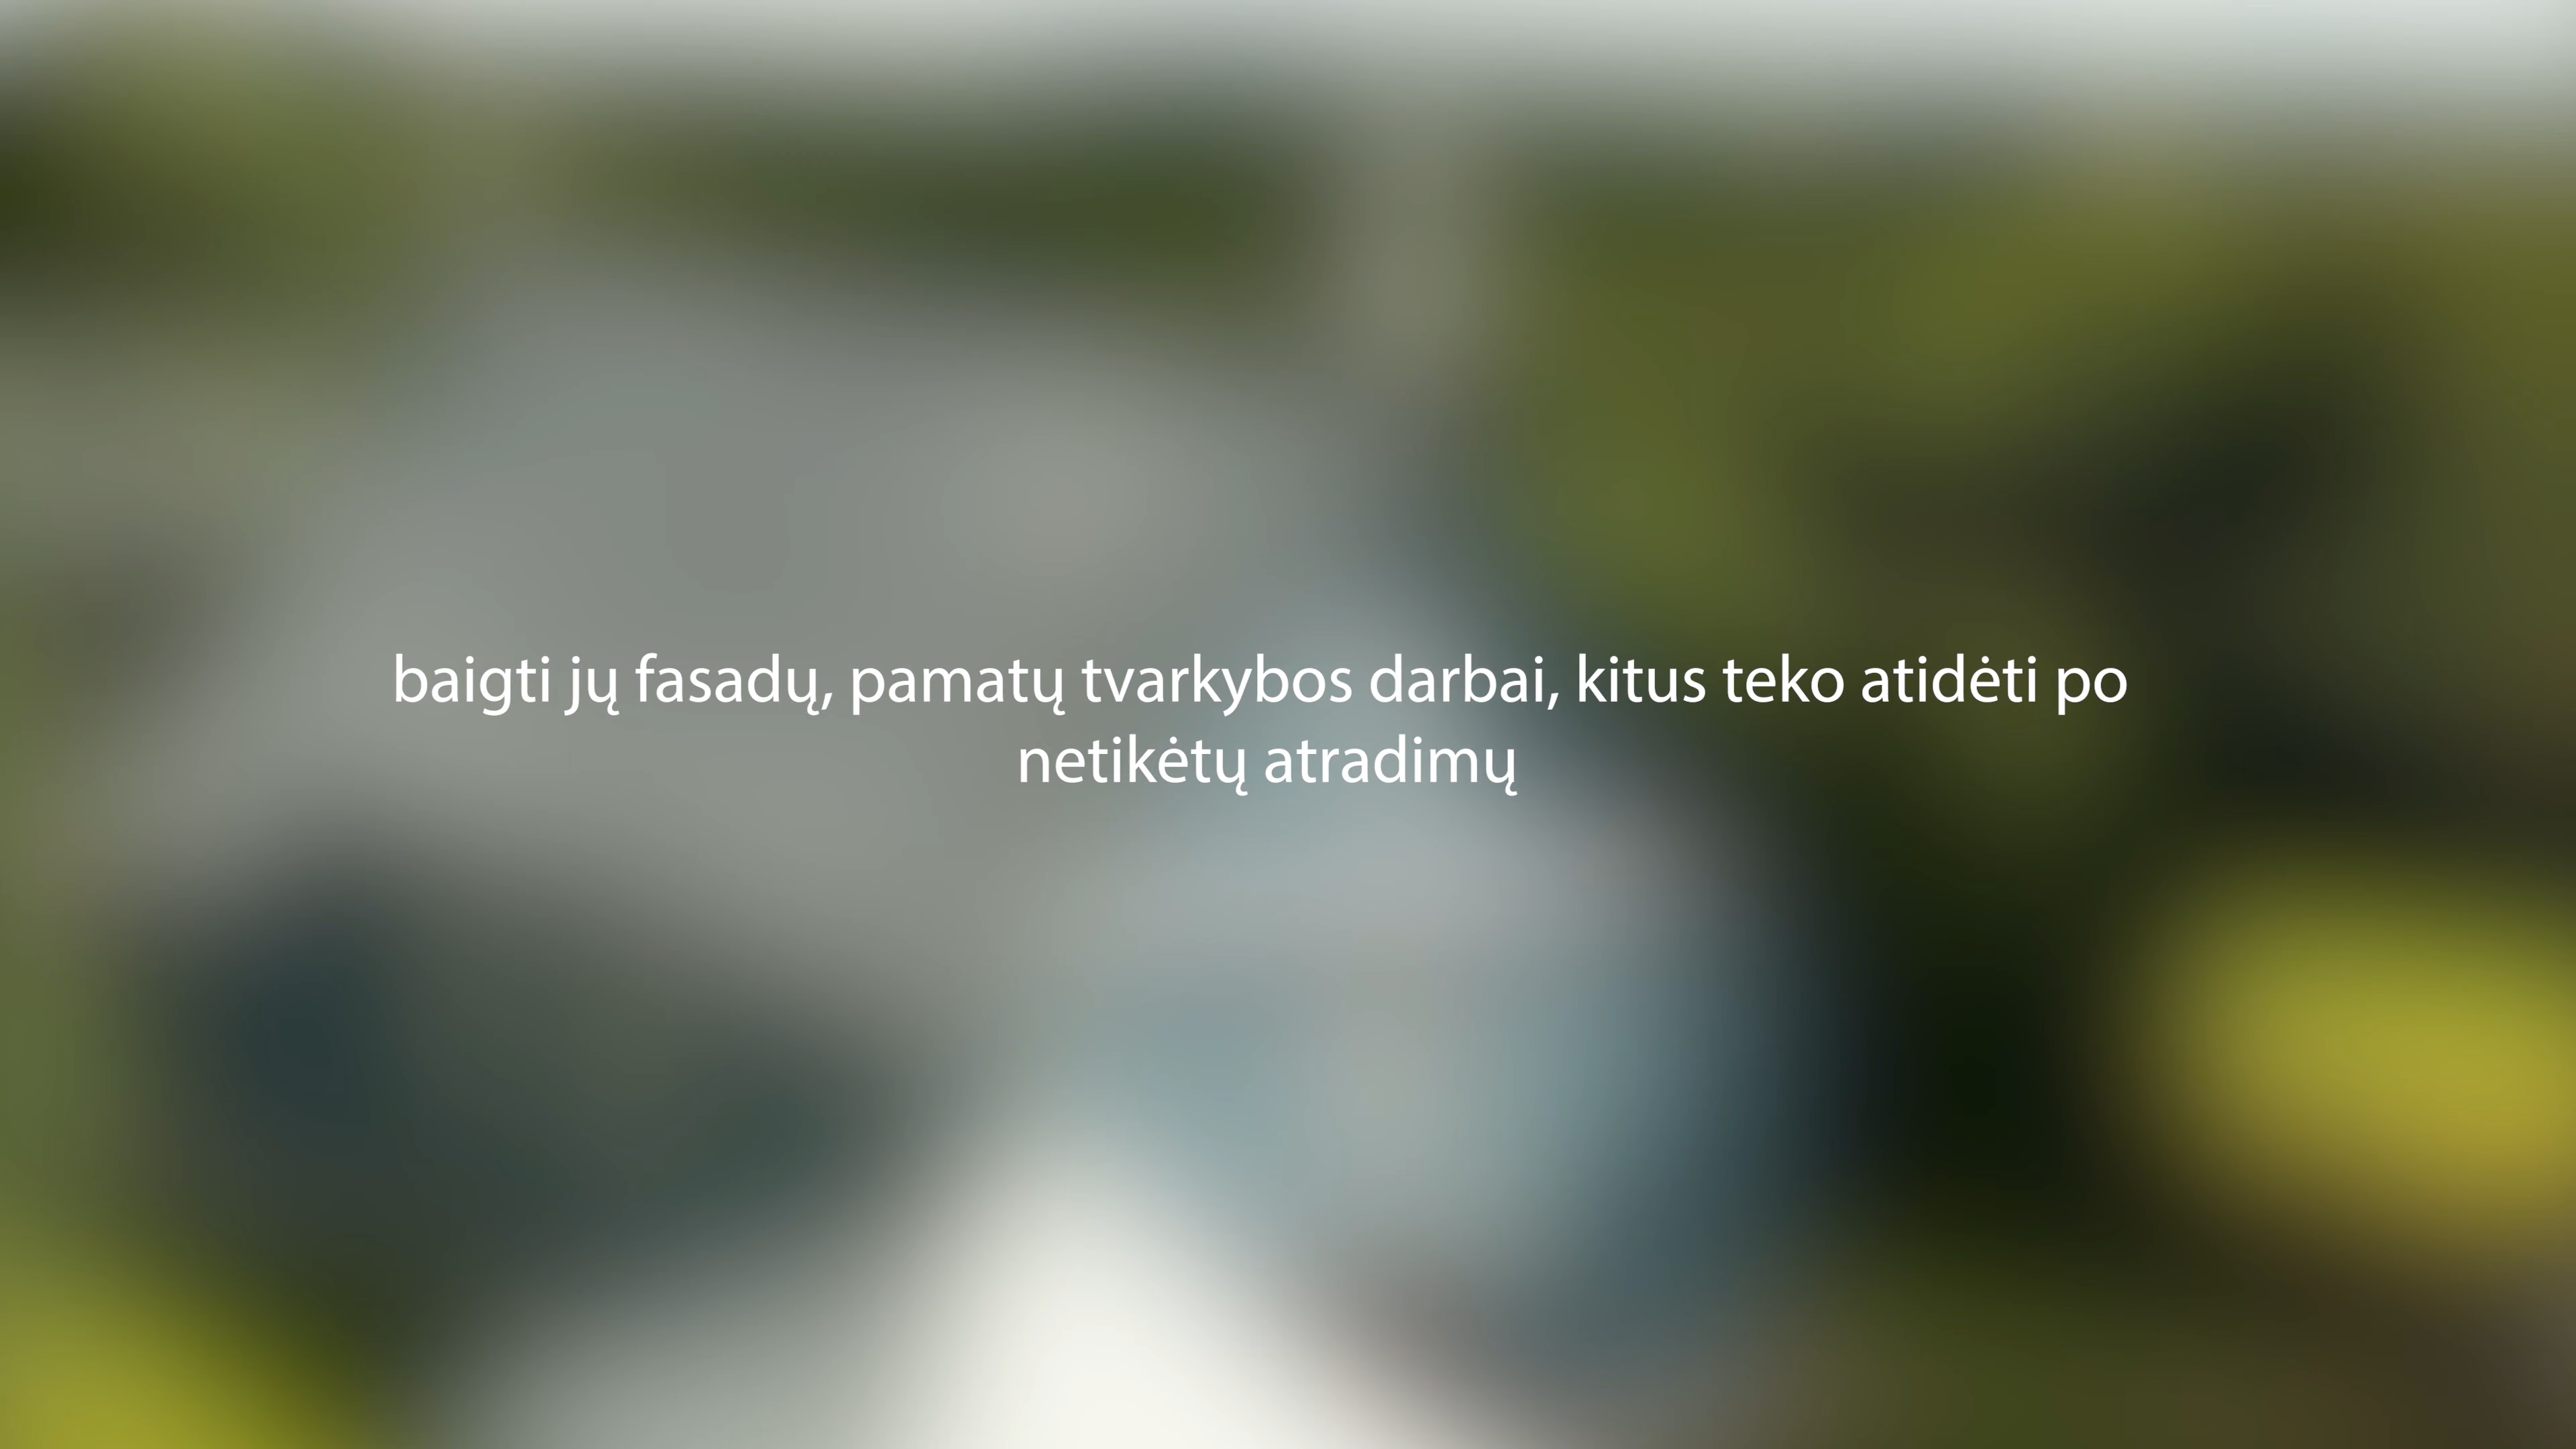 baigti jų fasadų, pamatų tvarkybos darbai, kitus teko atidėti po
netikėtų atradimų